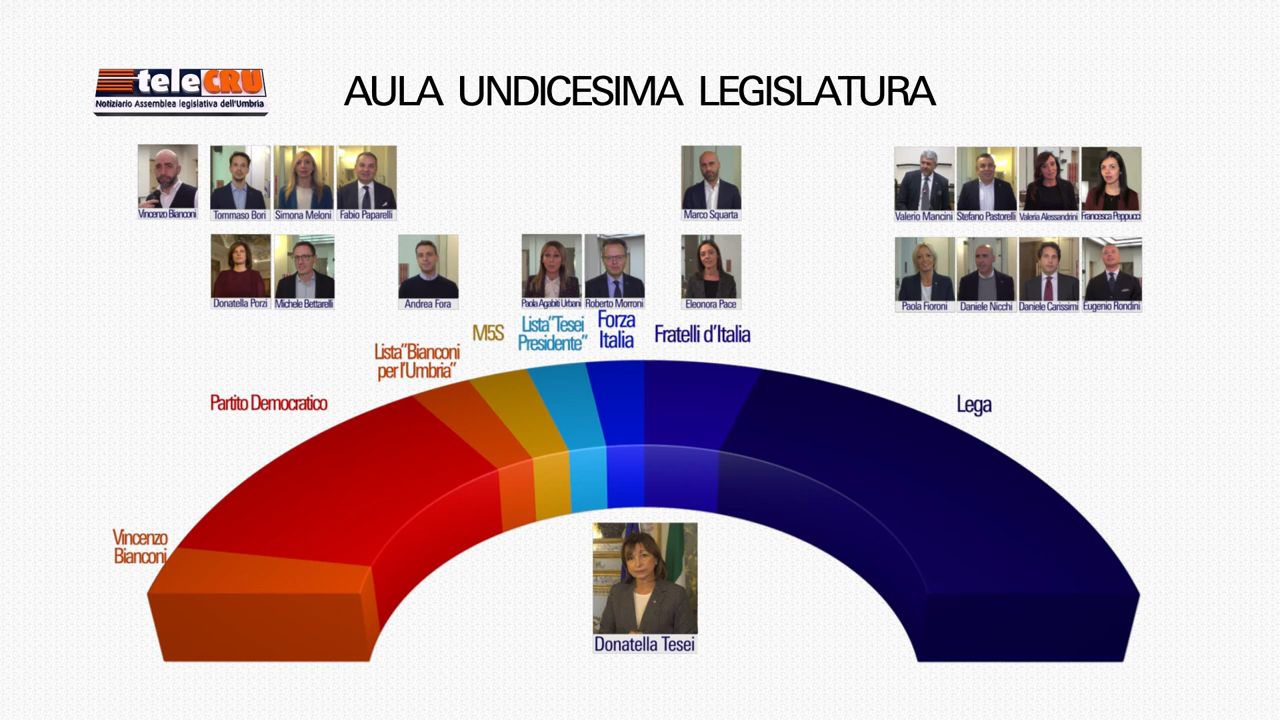 teleCRU
Notiziario Assemblea legislativa dell'Umbria
AULA UNDICESIMA LEGISLATURA
Vincenzo Bianconi
Tommaso Bori
Simona Meloni
Fabio Paparelli
Marco Squarta
Valerio Mancini
Stefano Pastorelli
Valeria Alessandrini
Francesca Peppucci
Donatella Porzi
Michele Bettarelli
Andrea Fora
Paola Agabiti Urbani
Roberto Morroni
Eleonora Pace
Paola Fioroni
Daniele Nicchi
Daniele Carissimi
Eugenio Rondini
M5S
Lista"Tesei
Presidente"
Forza
Italia
Fratelli d'Italia
Lista"Bianconi
per l'Umbria"
Partito Democratico
Lega
Vincenzo
Bianconi
Donatella Tesei